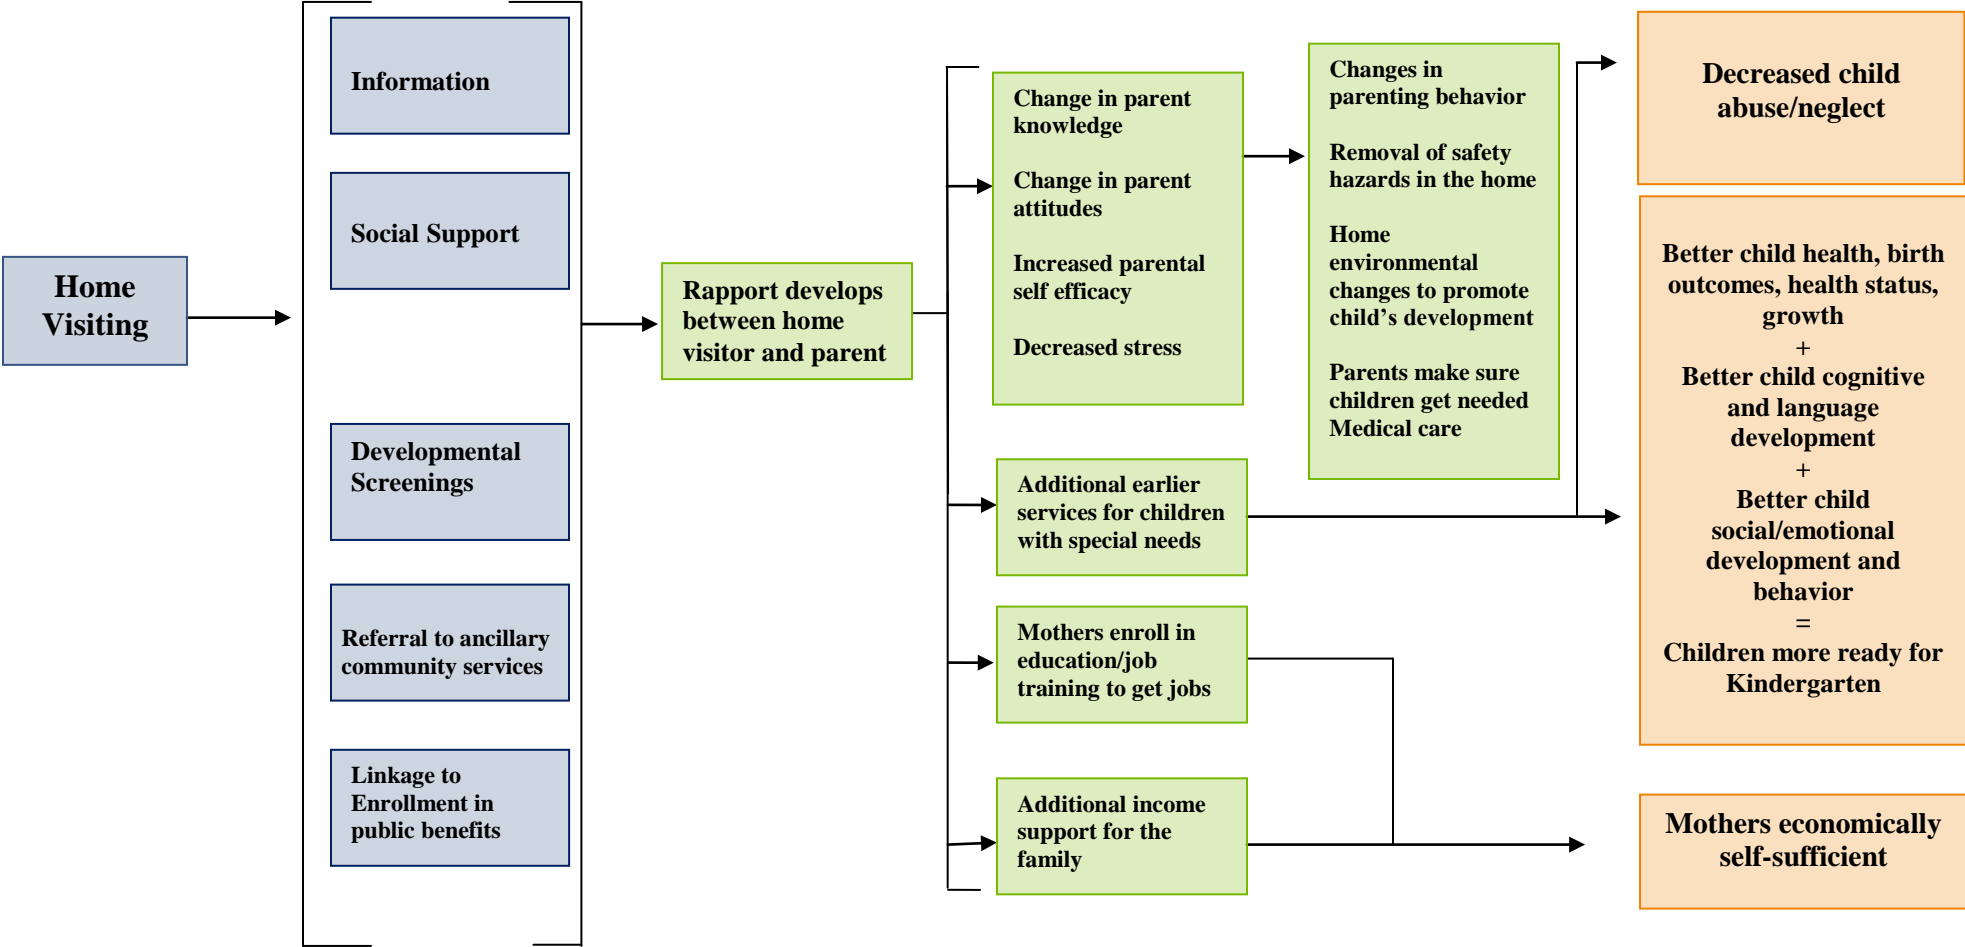 Home
Visiting
Information
Social Support
Developmental
Screenings
Referral to ancillary
community services
Linkage to
Enrollment in
public benefits
Rapport develops
between home
visitor and parent
Change in parent
knowledge
Change in parent
attitudes
Increased parental
self efficacy
Decreased stress
Additional earlier
services for children
with special needs
Mothers enroll in
education/job
training to get jobs
Additional income
support for the
family
Changes in
parenting behavior
Removal of safety
hazards in the home
Home
environmental
changes to promote
child’s development
Parents make sure
children get needed
Medical care
Decreased child
abuse/neglect
Better child health, birth
outcomes, health status,
growth
+
Better child cognitive
and language
development
+
Better child
social/emotional
development and
behavior
=
Children more ready for
Kindergarten
Mothers economically
self-sufficient